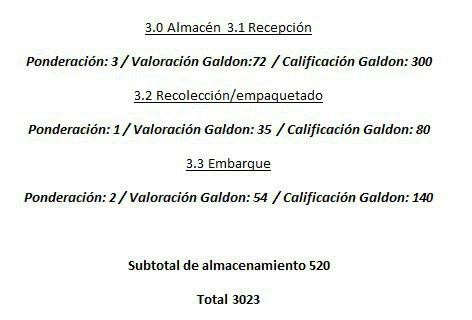 3.0 Almacén  3.1 Recepción
Ponderación: 3 / Valoración Galdon:72  / Calificación Galdon: 300
3.2 Recolección/empaquetado
Ponderación: 1 / Valoración Galdon: 35  / Calificación Galdon: 80
3.3 Embarque
Ponderación: 2 / Valoración Galdon: 54  / Calificación Galdon: 140
Subtotal de almacenamiento 520
Total 3023